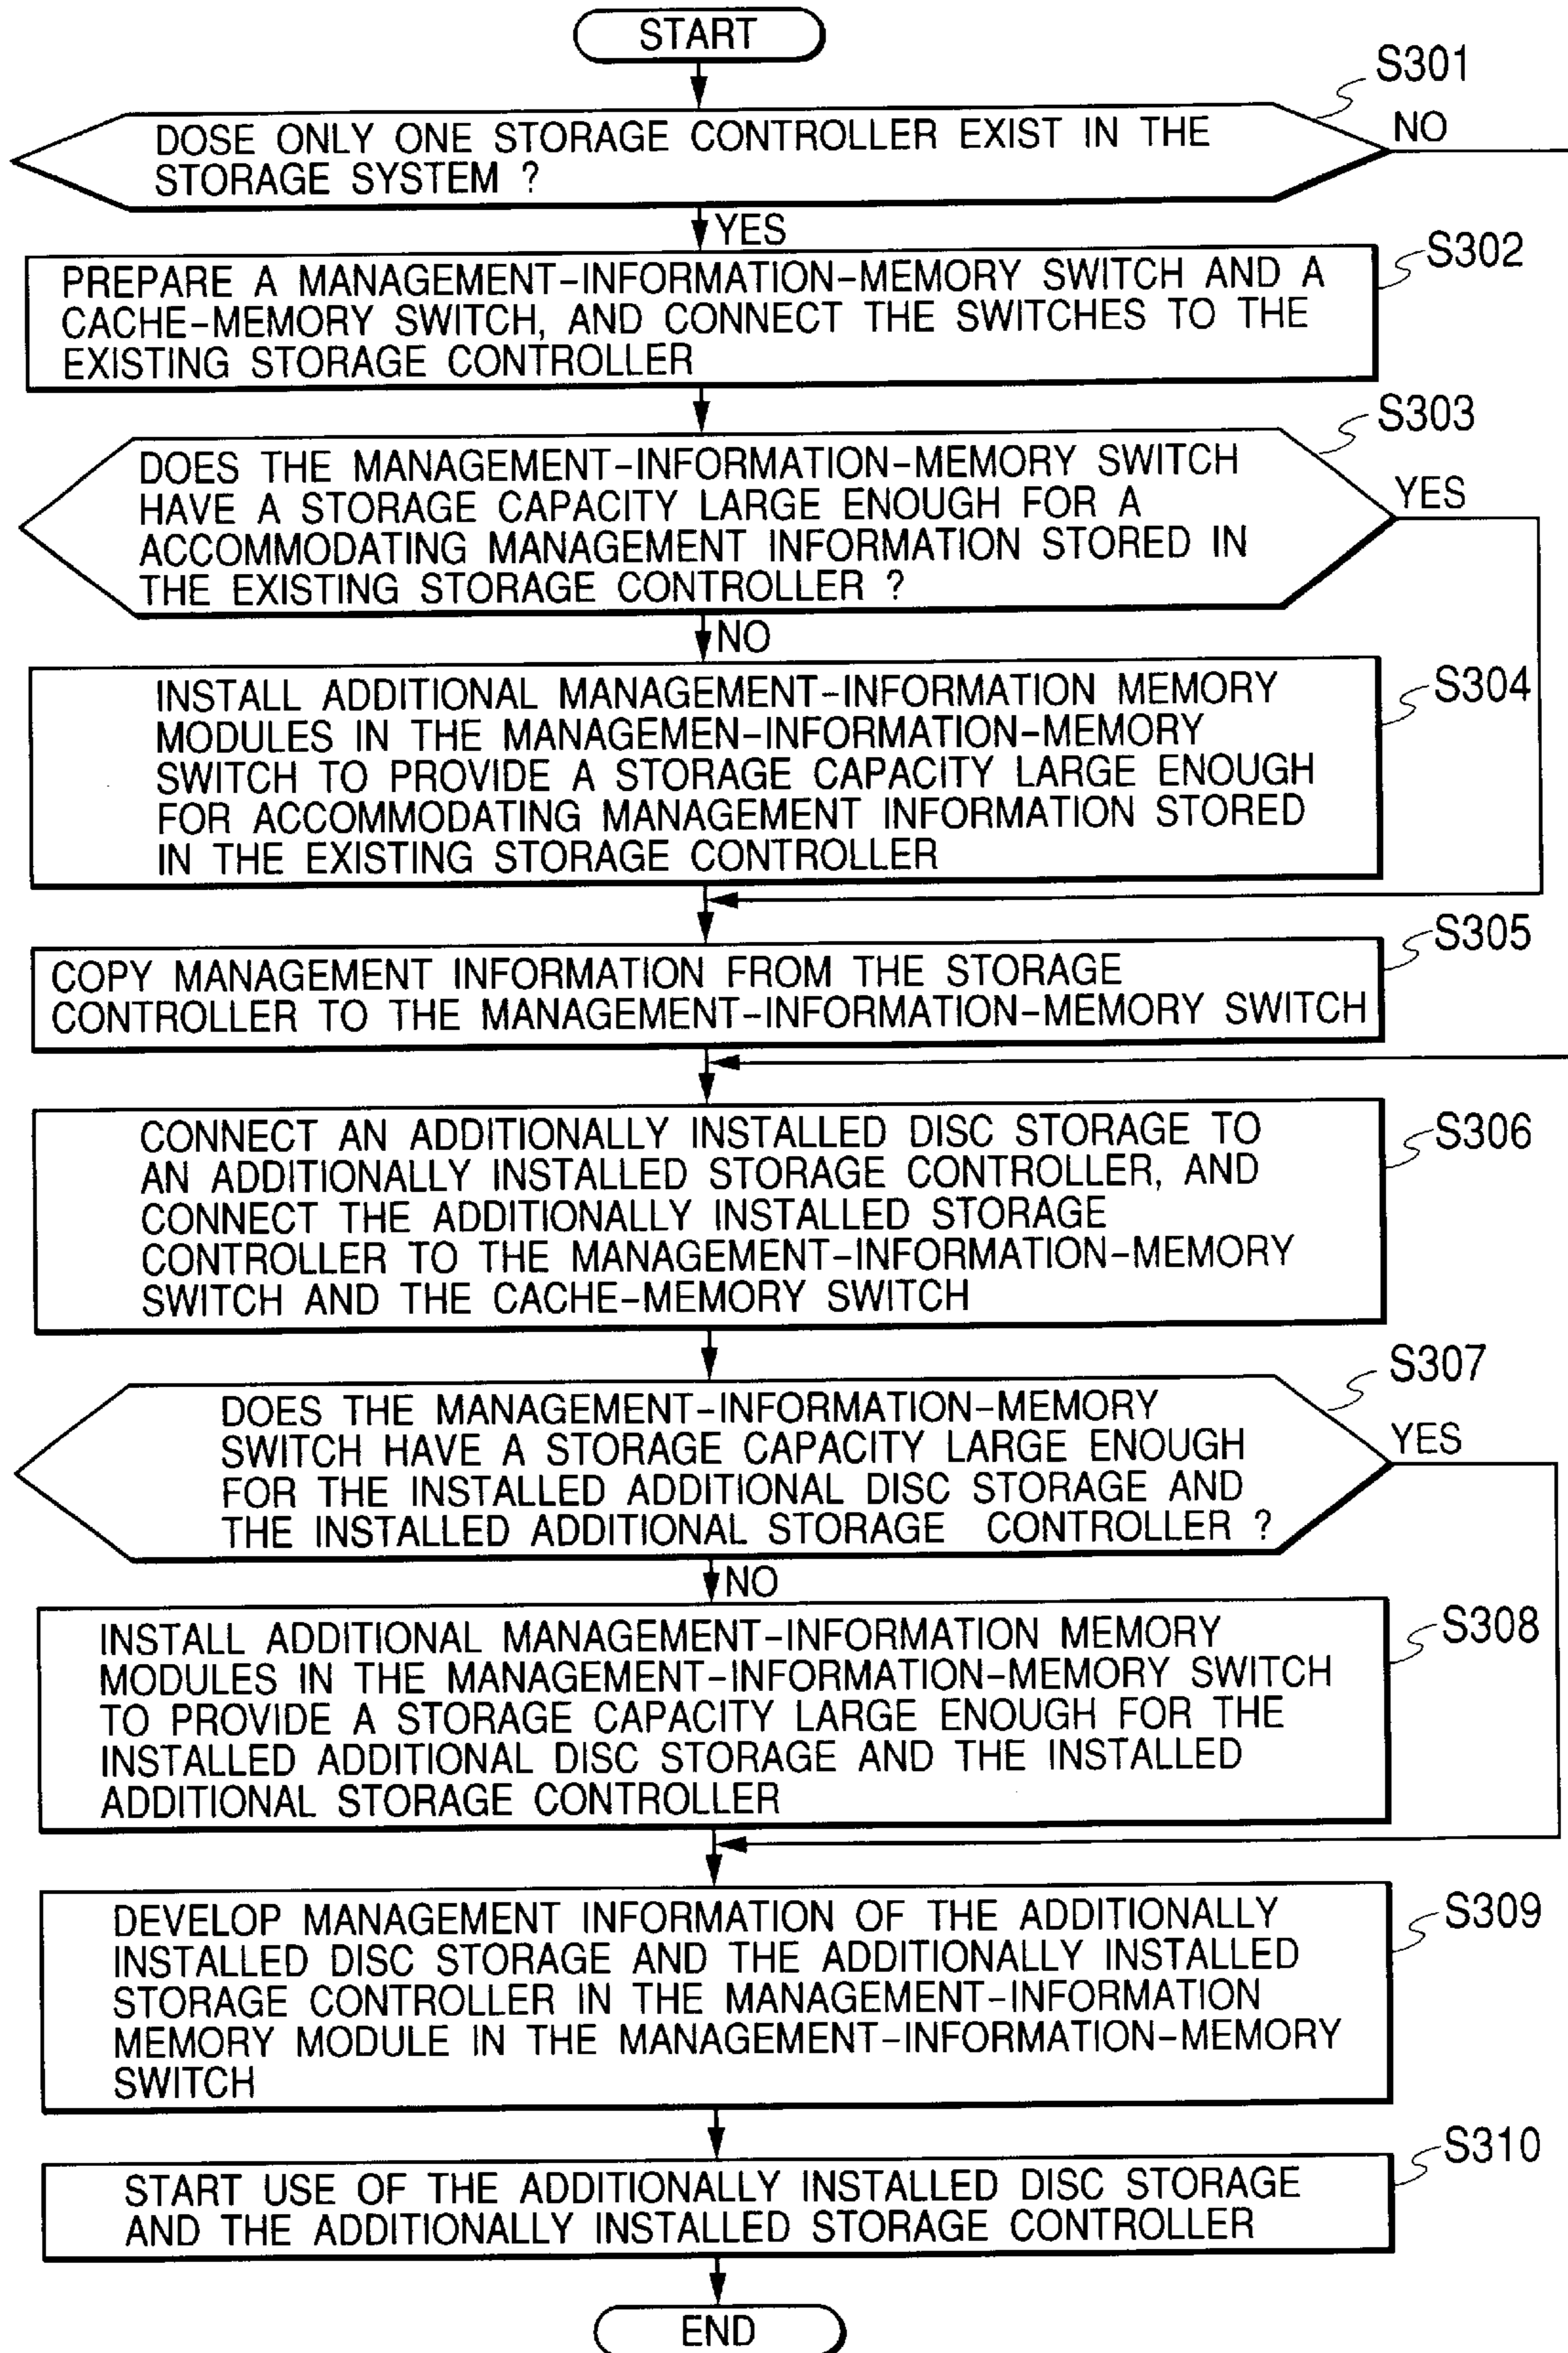 START
S301
DOSE ONLY ONE STORAGE CONTROLLER EXIST IN THE
STORAGE SYSTEM ?
NO
YES
S302
PREPARE A MANAGEMENT-INFORMATION-MEMORY SWITCH AND A
CACHE-MEMORY SWITCH, AND CONNECT THE SWITCHES TO THE
EXISTING STORAGE CONTROLLER
S303
DOES THE MANAGEMENT-INFORMATION-MEMORY SWITCH
HAVE A STORAGE CAPACITY LARGE ENOUGH FOR A
ACCOMMODATING MANAGEMENT INFORMATION STORED IN
THE EXISTING STORAGE CONTROLLER ?
YES
NO
S304
INSTALL ADDITIONAL MANAGEMENT-INFORMATION MEMORY
MODULES IN THE MANAGEMEN-INFORMATION-MEMORY
SWITCH TO PROVIDE A STORAGE CAPACITY LARGE ENOUGH
FOR ACCOMMODATING MANAGEMENT INFORMATION STORED
IN THE EXISTING STORAGE CONTROLLER
S305
COPY MANAGEMENT INFORMATION FROM THE STORAGE
CONTROLLER TO THE MANAGEMENT-INFORMATION-MEMORY SWITCH
S306
CONNECT AN ADDITIONALLY INSTALLED DISC STORAGE TO
AN ADDITIONALLY INSTALLED STORAGE CONTROLLER, AND
CONNECT THE ADDITIONALLY INSTALLED STORAGE
CONTROLLER TO THE MANAGEMENT-INFORMATION-MEMORY
SWITCH AND THE CACHE-MEMORY SWITCH
S307
DOES THE MANAGEMENT-INFORMATION-MEMORY
SWITCH HAVE A STORAGE CAPACITY LARGE ENOUGH
FOR THE INSTALLED ADDITIONAL DISC STORAGE AND
THE INSTALLED ADDITIONAL STORAGE CONTROLLER ?
YES
NO
S308
INSTALL ADDITIONAL MANAGEMENT-INFORMATION MEMORY
MODULES IN THE MANAGEMENT-INFORMATION-MEMORY SWITCH
TO PROVIDE A STORAGE CAPACITY LARGE ENOUGH FOR THE
INSTALLED ADDITIONAL DISC STORAGE AND THE INSTALLED
ADDITIONAL STORAGE CONTROLLER
S309
DEVELOP MANAGEMENT INFORMATION OF THE ADDITIONALLY
INSTALLED DISC STORAGE AND THE ADDITIONALLY INSTALLED
STORAGE CONTROLLER IN THE MANAGEMENT-INFORMATION
MEMORY MODULE IN THE MANAGEMENT-INFORMATION-MEMORY
SWITCH
S310
START USE OF THE ADDITIONALLY INSTALLED DISC STORAGE
AND THE ADDITIONALLY INSTALLED STORAGE CONTROLLER
END